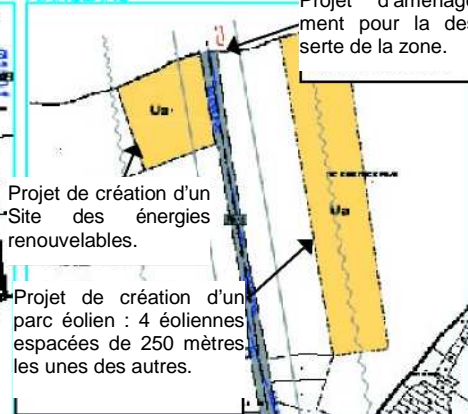 Projet d'aménage
ment pour la des
serte de la zone.
Ua
Projet de création d'un
Site des énergies
renouvelables.
Ua
Projet de création d'un
parc éolien : 4 éoliennes
espacées de 250 mètres
les unes des autres.